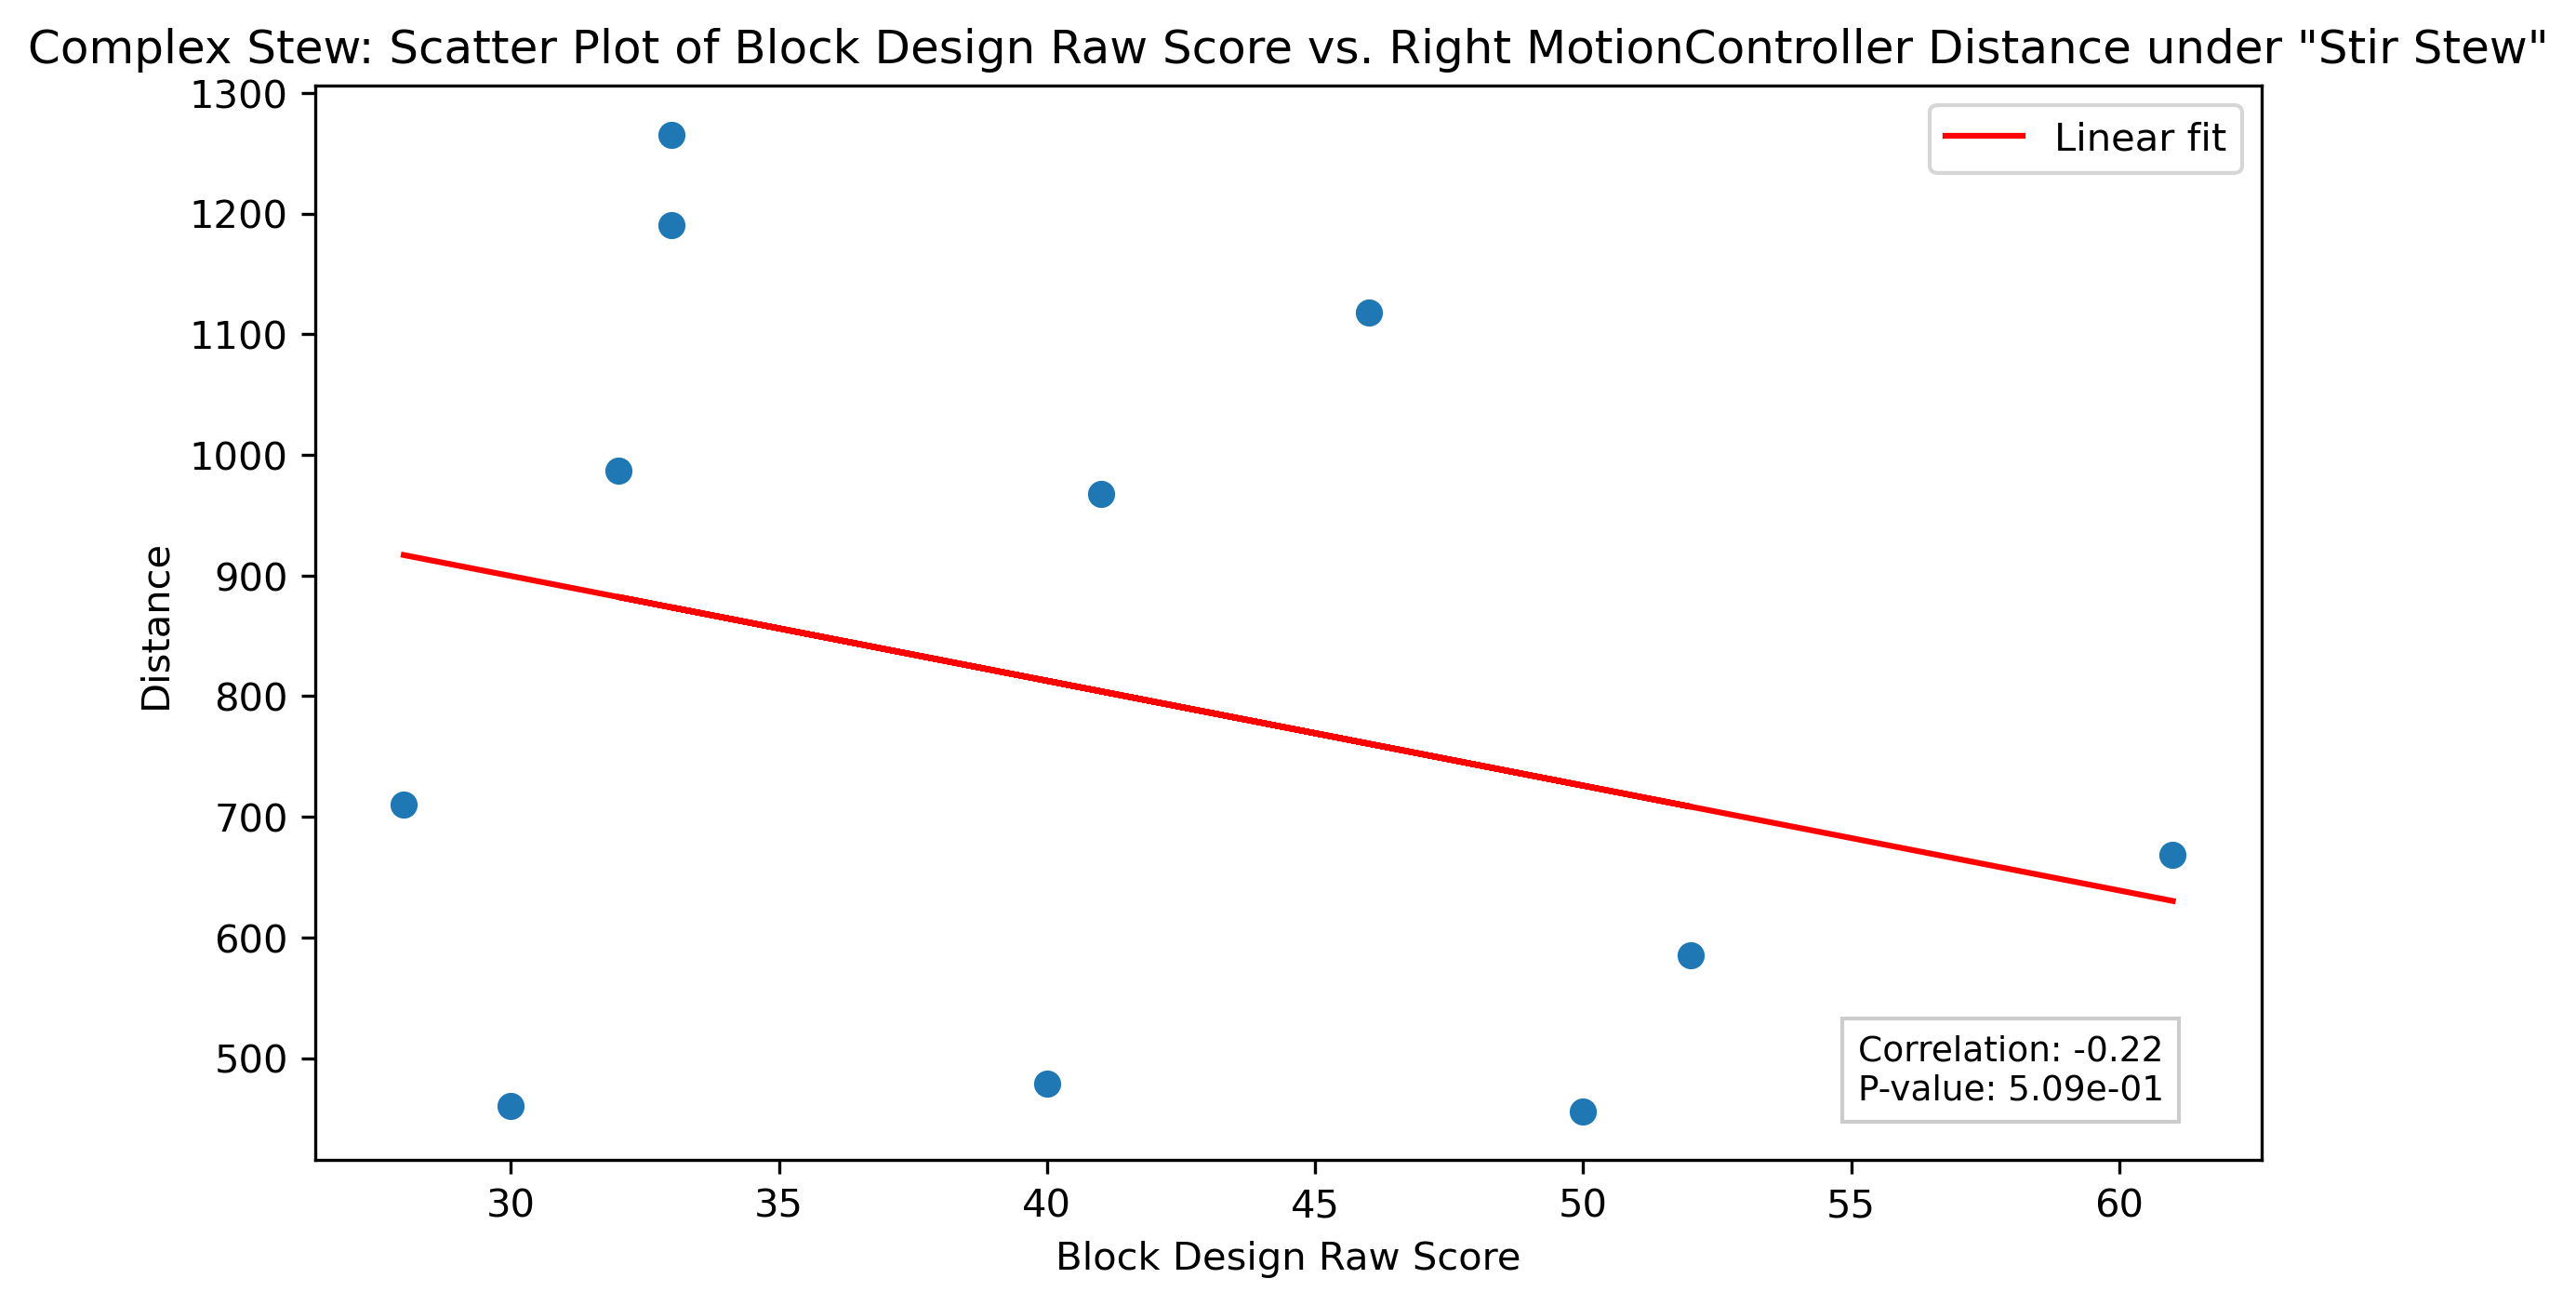 Complex Stew: Scatter Plot of Block Design Raw Score vs. Right MotionController Distance under "Stir Stew"
Linear fit
1300
1200
1100
1000
900
800
700
600
500
Distance
Correlation: -0.22
P-value: 5.09e-01
30 35 40 45 50 55 60
Block Design Raw Score